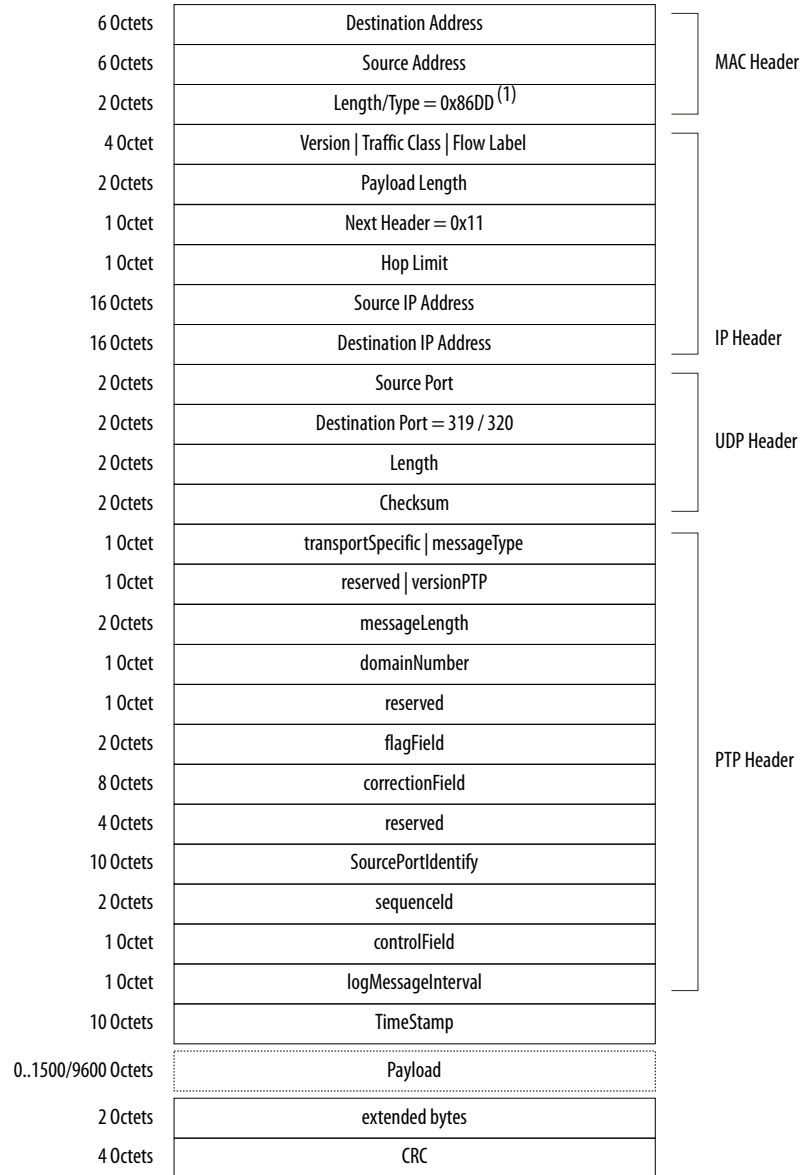 6 Octets Destination Address
6 Octets Source Address
MAC Header
2 Octets Length/Type = 0x86DD (1)
4 Octet Version | Traffic Class | Flow Label
2 Octets Payload Length
1 Octet Next Header = 0x11
1 Octet Hop Limit
16 Octets Source IP Address
16 Octets Destination IP Address
IP Header
2 Octets Source Port
2 Octets Destination Port = 319 / 320
UDP Header
2 Octets Length
2 Octets Checksum
1 Octet transportSpecific | messageType
1 Octet reserved | versionPTP
2 Octets messageLength
1 Octet domainNumber
1 Octet reserved
2 Octets flagField
PTP Header
8 Octets correctionField
4 Octets reserved
10 Octets SourcePortIdentify
2 Octets sequenceId
1 Octet controlField
1 Octet logMessageInterval
10 Octets TimeStamp
0..1500/9600 Octets Payload
2 Octets extended bytes
4 Octets CRC